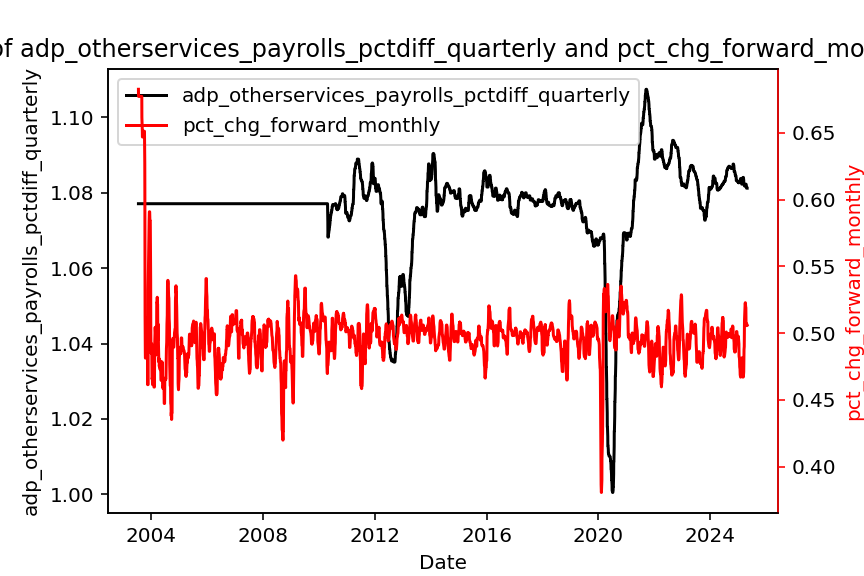 of adp_otherservices_payrolls_pctdiff_quarterly and pct_chg_forward_mo
adp_otherservices_payrolls_pctdiff_quarterly
pct_chg_forward_monthly
1.10
1.08
1.06
1.04
1.02
1.00
adp_otherservices_payrolls_pctdiff_quarterly
0.65
0.60
0.55
0.50
0.45
0.40
pct_chg_forward_monthly
2004 2008 2012 2016 2020 2024
Date